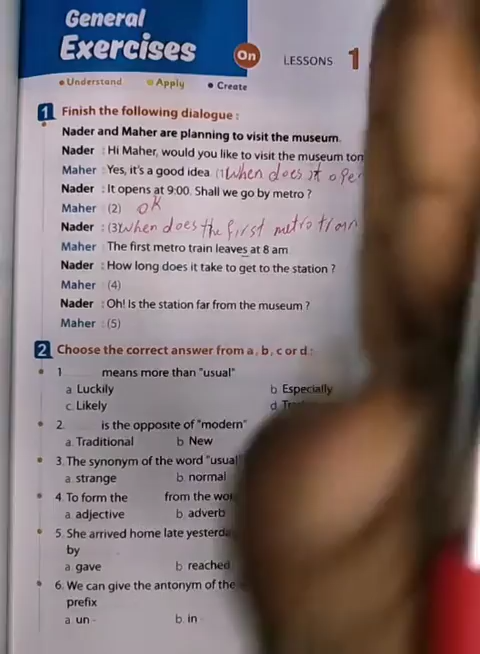 General
Exercises On LESSONS 1
Understand Apply Create
1 Finish the following dialogue :
Nader and Maher are planning to visit the museum.
Nader : Hi Maher, would you like to visit the museum
Maher : Yes, it's a good idea. (1) when does it open
Nader : It opens at 9:00. Shall we go by metro ?
Maher : (2) ok
Nader : (3) when does the first metro train
Maher : The first metro train leaves at 8 am
Nader : How long does it take to get to the station ?
Maher : (4)
Nader : Oh! Is the station far from the museum ?
Maher : (5)
2 Choose the correct answer from a, b, c or d :
1 means more than "usual"
a. Luckily b. Especially
c. Likely d.
2. is the opposite of "modern"
a. Traditional b. New
3. The synonym of the word "usual"
a. strange b. normal
4. To form the from the
a. adjective b. adverb
5. She arrived home late
by
a. gave b. reached
6. We can give the antonym of the
prefix
a. un - b. in -